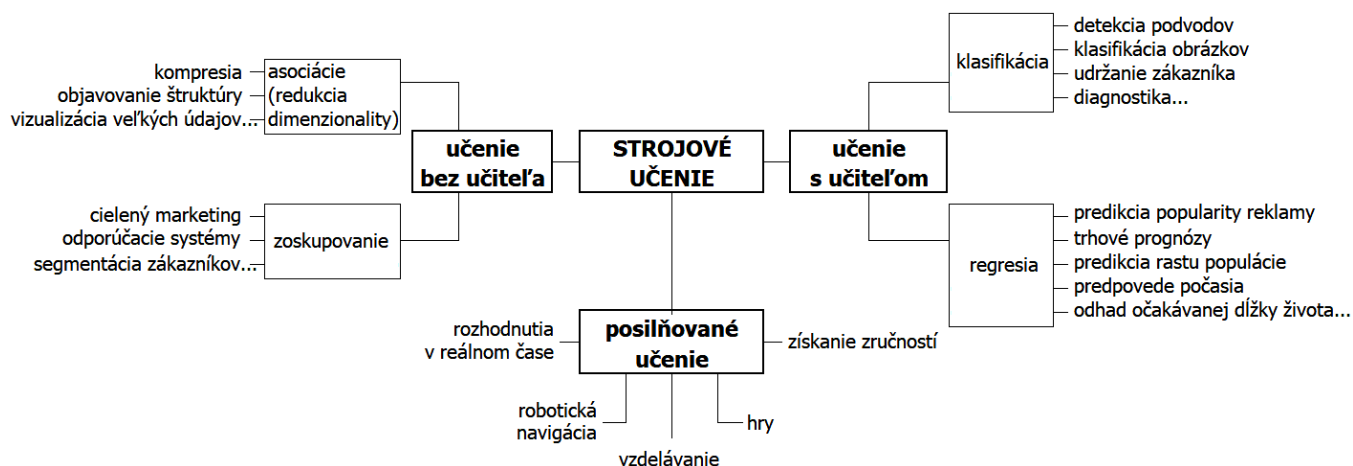 kompresia
objavovanie štruktúry
vizualizácia veľkých údajov...
asociácie
(redukcia
dimenzionality)
cielený marketing
odporúčacie systémy
segmentácia zákazníkov...
zoskupovanie
učenie
bez učiteľa
STROJOVÉ
UČENIE
učenie
s učiteľom
klasifikácia
detekcia podvodov
klasifikácia obrázkov
udržanie zákazníka
diagnostika...
regresia
predikcia popularity reklamy
trhové prognózy
predikcia rastu populácie
predpovede počasia
odhad očakávanej dĺžky života...
posilňované
učenie
rozhodnutia
v reálnom čase
získanie zručností
robotická
navigácia
vzdelávanie
hry